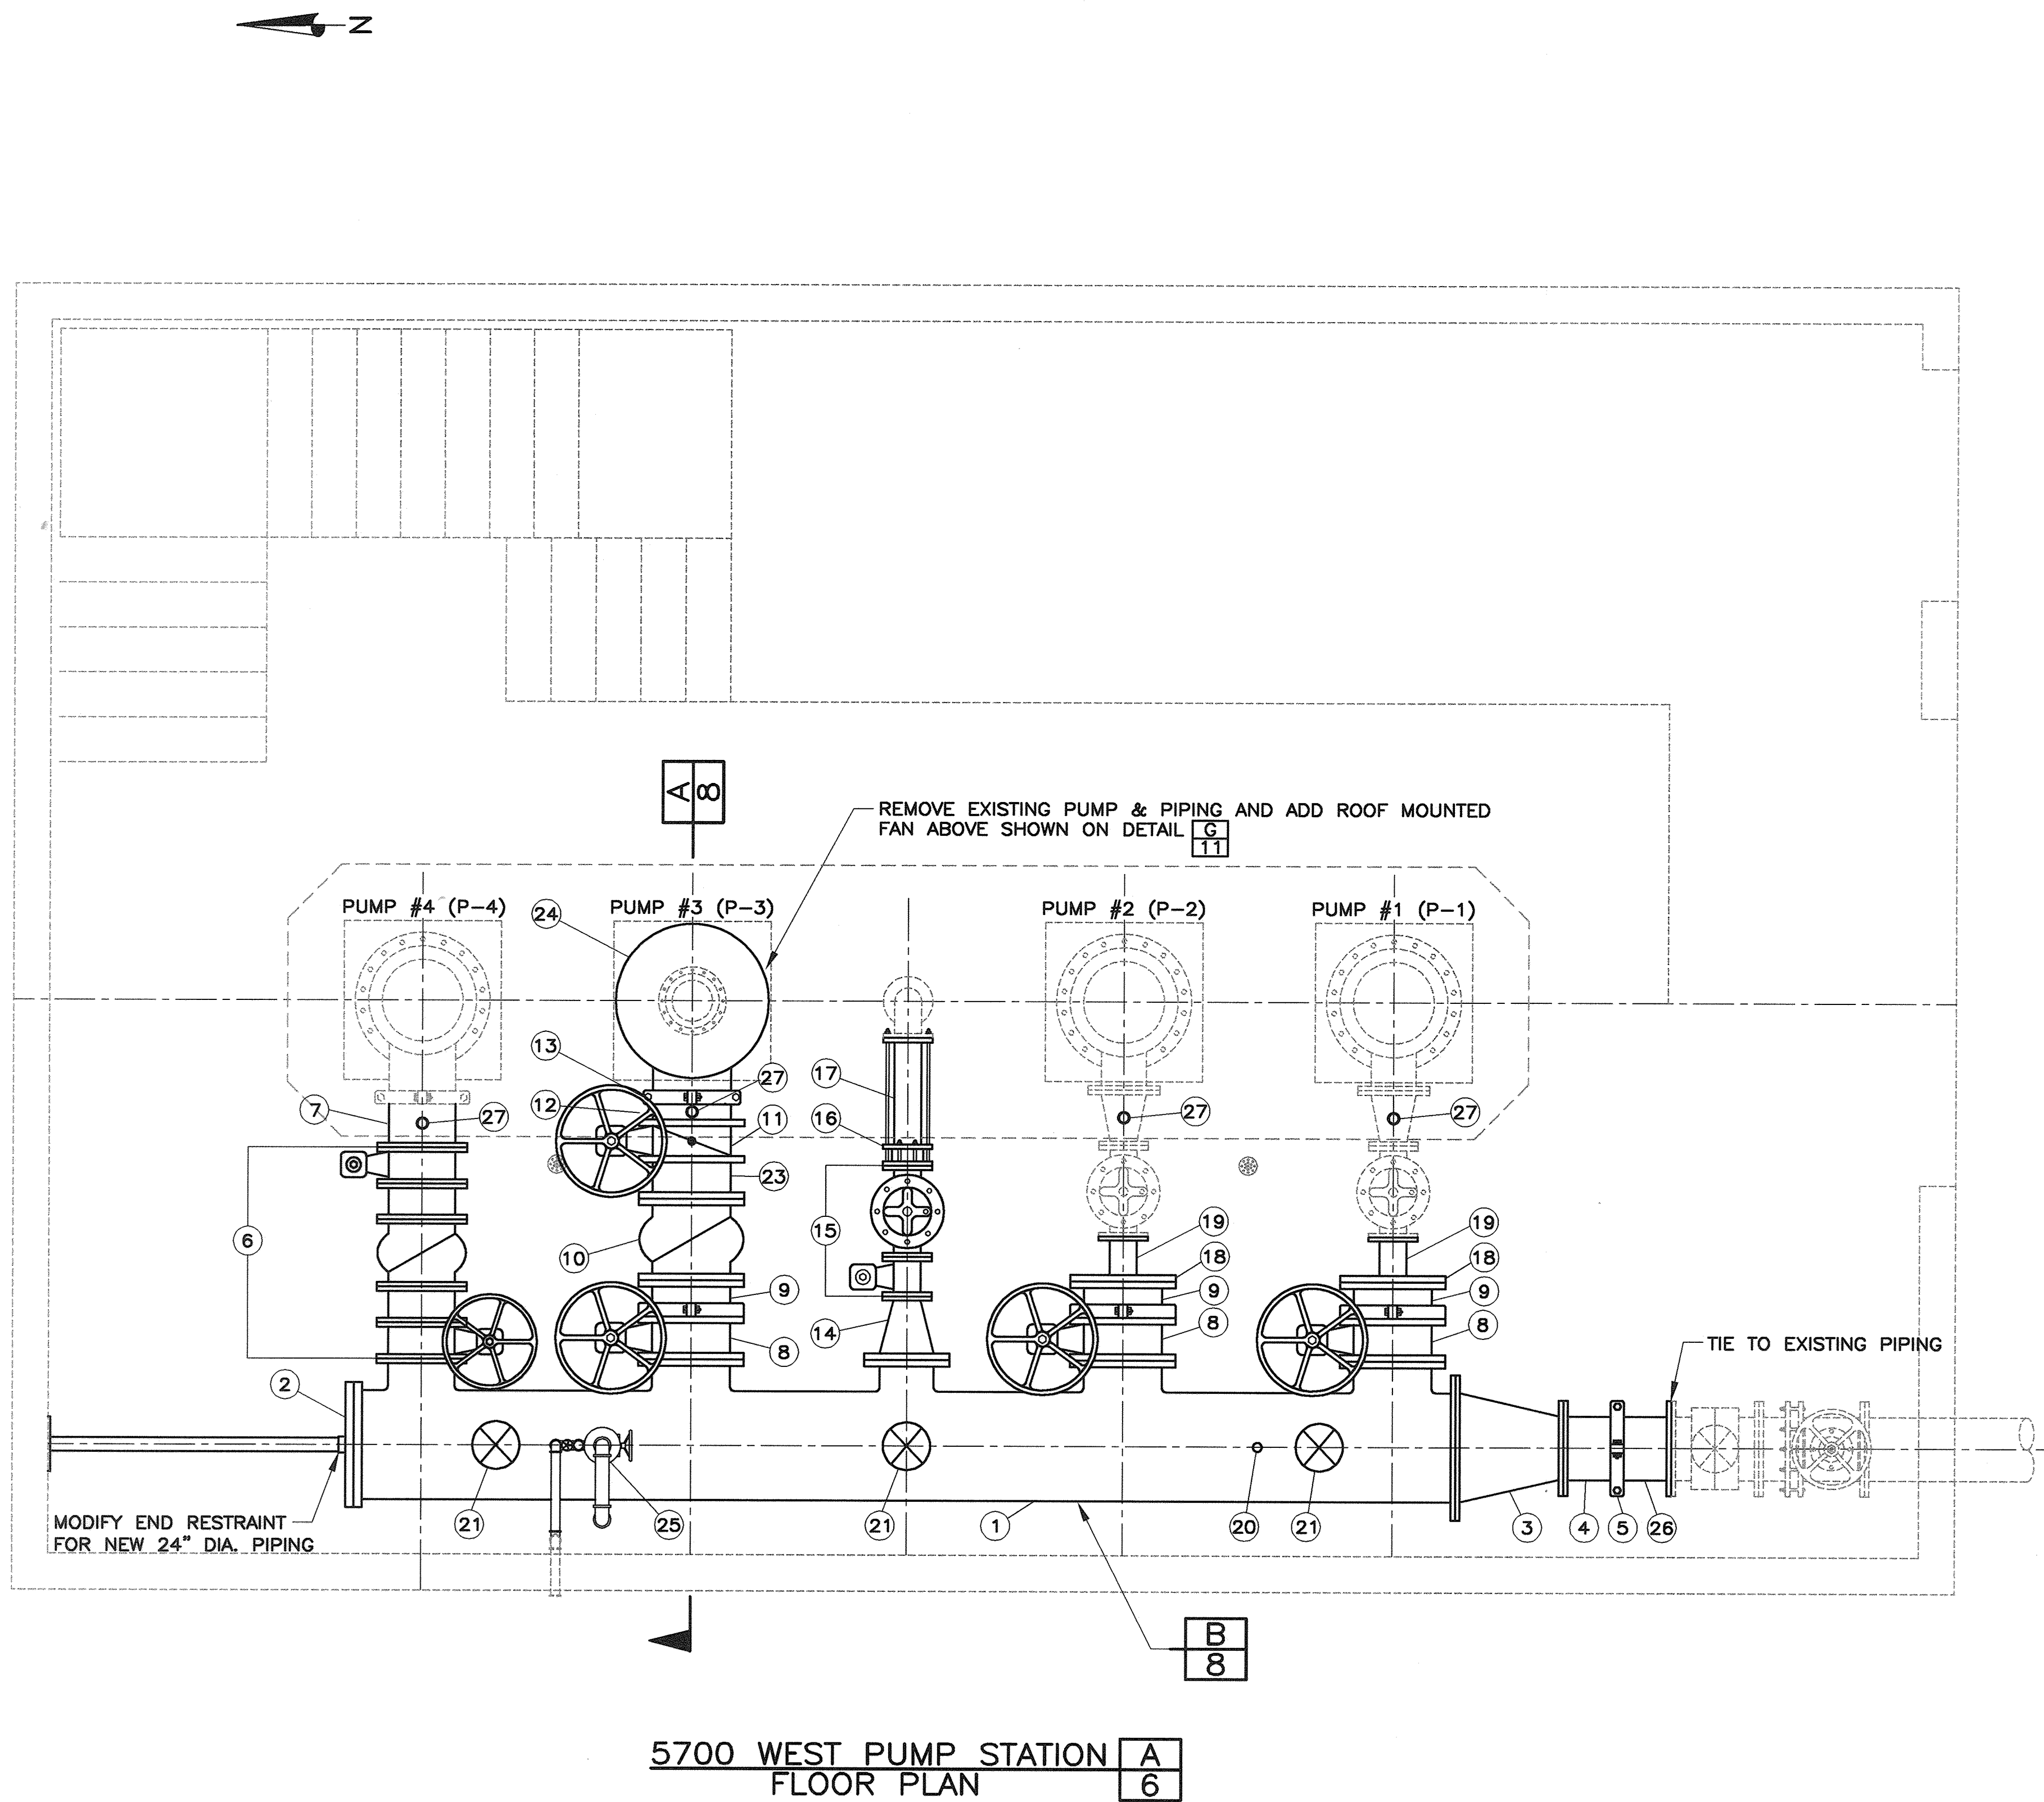 N
A
8
REMOVE EXISTING PUMP & PIPING AND ADD ROOF MOUNTED
FAN ABOVE SHOWN ON DETAIL G
11
PUMP #4 (P-4)
24
PUMP #3 (P-3)
PUMP #2 (P-2)
PUMP #1 (P-1)
13
27
17
7
27
12
11
16
27
27
23
6
10
15
19
19
18
18
9
9
9
14
8
8
8
TIE TO EXISTING PIPING
2
MODIFY END RESTRAINT
FOR NEW 24" DIA. PIPING
21
25
21
1
20
21
3
4
5
26
B
8
5700 WEST PUMP STATION A
FLOOR PLAN 6